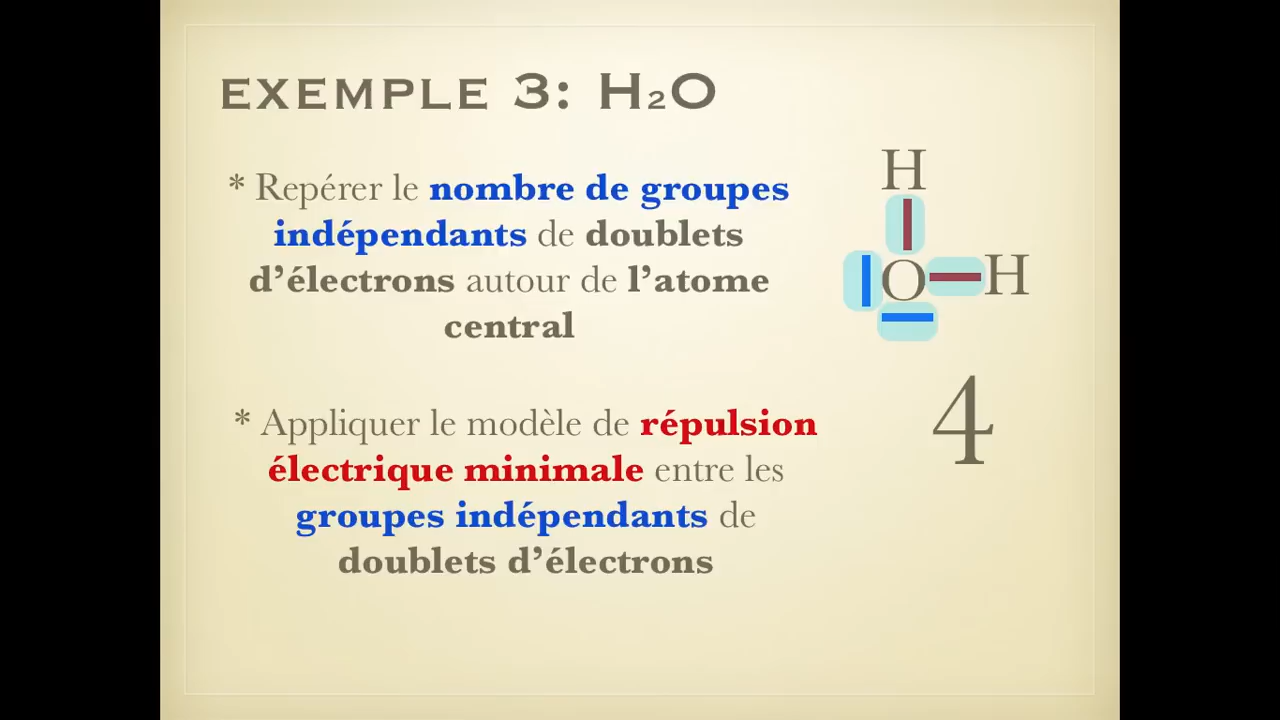 EXEMPLE 3: H₂O
* Repérer le nombre de groupes
indépendants de doublets
d’électrons autour de l’atome
central
H
O H
4
* Appliquer le modèle de répulsion
électrique minimale entre les
groupes indépendants de
doublets d’électrons